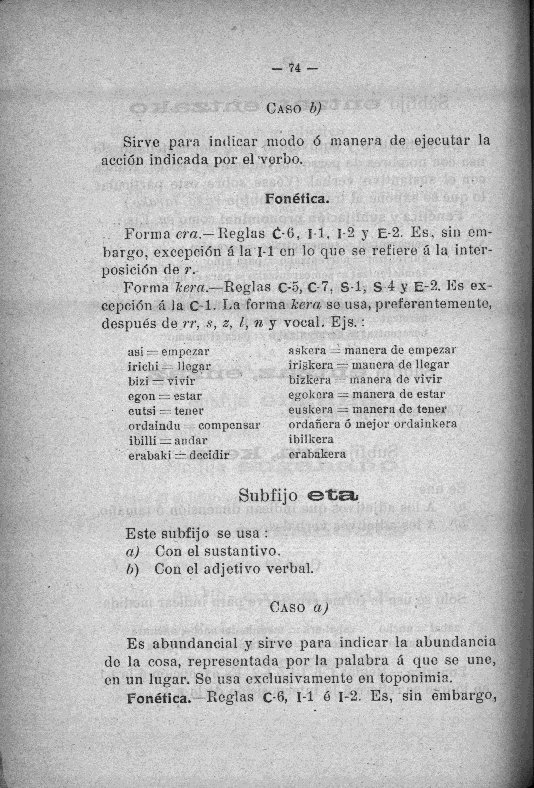 — 74 —
CASO b)
Sirve para indicar modo ó manera de ejecutar la
acción indicada por el verbo.
Fonética.
Forma era.—Reglas C-6, I-1, I-2 y E-2. Es, sin em-
bargo, excepción á la I-1 en lo que se refiere á la inter-
posición de r.
Forma kera.—Reglas C-5, C-7, S-1, S-4 y E-2. Es ex-
cepción á la C-1. La forma kera se usa, preferentemente,
después de rr, s, z, l, n y vocal. Ejs. :
asi = empezar askera = manera de empezar
irichi = llegar iriskera = manera de llegar
bizi = vivir bizkera = manera de vivir
egon = estar egokera = manera de estar
eutsi = tener euskera = manera de tener
ordaindu = compensar ordañera ó mejor ordainkera
ibilli = andar ibilkera
erabaki = decidir erabakera
Subfijo eta
Este subfijo se usa :
a) Con el sustantivo.
b) Con el adjetivo verbal.
CASO a)
Es abundancial y sirve para indicar la abundancia
de la cosa, representada por la palabra á que se une,
en un lugar. Se usa exclusivamente en toponimia.
Fonética.—Reglas C-6, I-1 é I-2. Es, sin embargo,